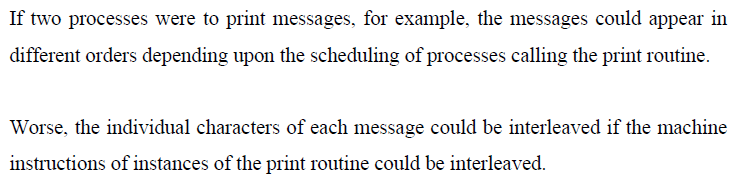 If two processes were to print messages, for example, the messages could appear in
different orders depending upon the scheduling of processes calling the print routine.
Worse, the individual characters of each message could be interleaved if the machine
instructions of instances of the print routine could be interleaved.